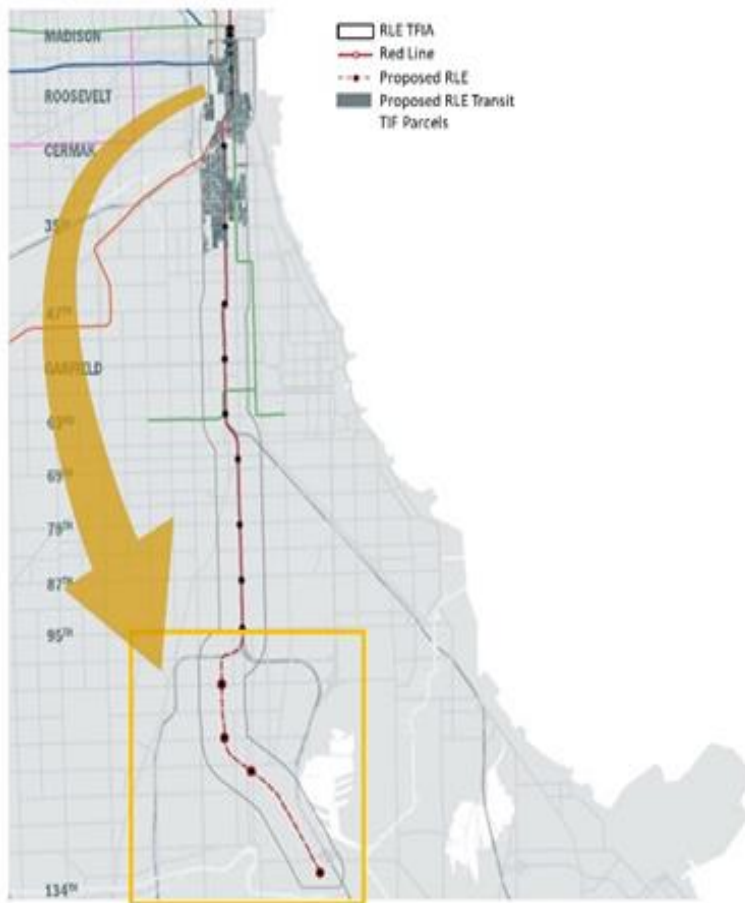 RLE TFIA
Red Line
Proposed RLE
Proposed RLE Transit
TIF Parcels
MADISON
ROOSEVELT
CERMAK
35TH
47TH
GARFIELD
63RD
69TH
79TH
87TH
95TH
134TH